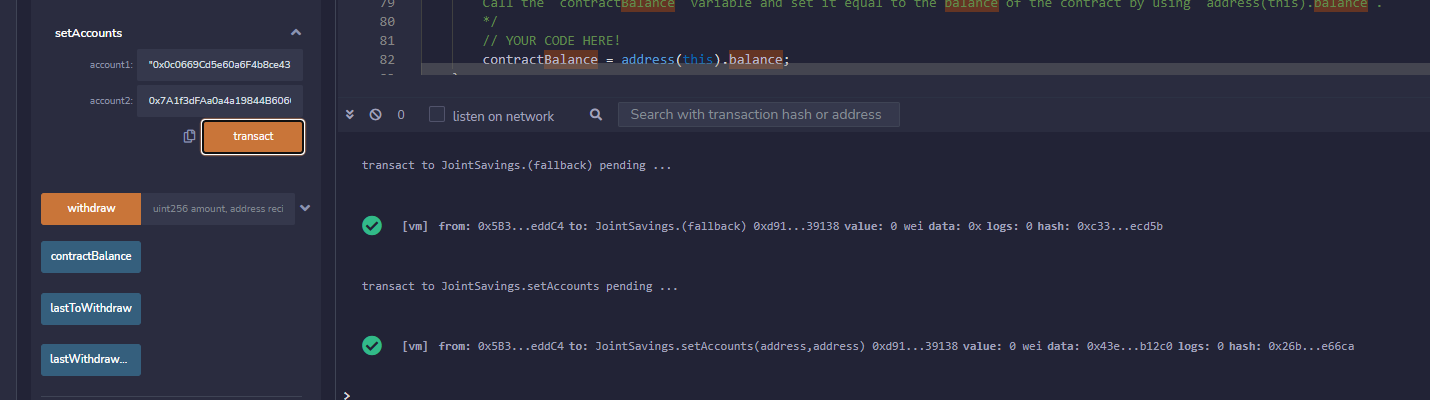 setAccounts
account1: "0x0c0669Cd5e60a6F4b8ce43
account2: 0x7A1f3dFAa0a4a19844B606
transact
withdraw uint256 amount, address reci
contractBalance
lastToWithdraw
lastWithdraw...
79 Call the `contractBalance` variable and set it equal to the balance of the contract by using `address(this).balance`.
80 */
81 // YOUR CODE HERE!
82 contractBalance = address(this).balance;
0 listen on network Search with transaction hash or address
transact to JointSavings.(fallback) pending ...
[vm] from: 0x5B3...eddC4 to: JointSavings.(fallback) 0xd91...39138 value: 0 wei data: 0x logs: 0 hash: 0xc33...ecd5b
transact to JointSavings.setAccounts pending ...
[vm] from: 0x5B3...eddC4 to: JointSavings.setAccounts(address,address) 0xd91...39138 value: 0 wei data: 0x43e...b12c0 logs: 0 hash: 0x26b...e66ca
>